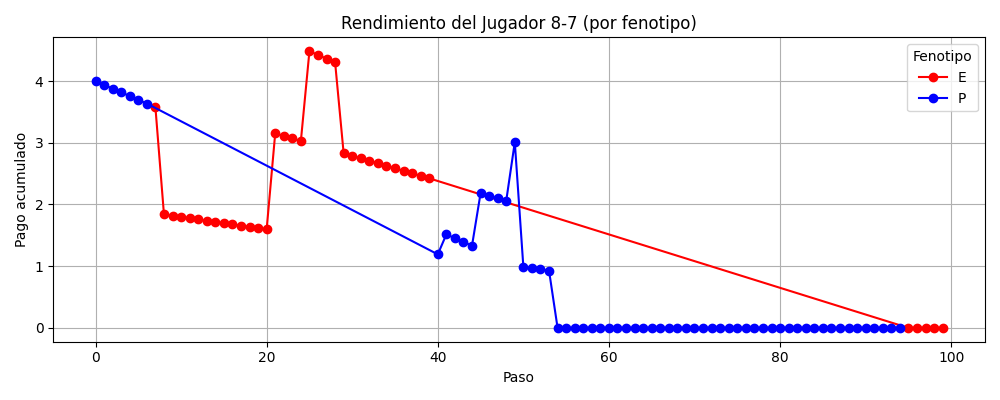 Rendimiento del Jugador 8-7 (por fenotipo)
Pago acumulado
4
3
2
1
0
Fenotipo
E
P
0 20 40 60 80 100
Paso